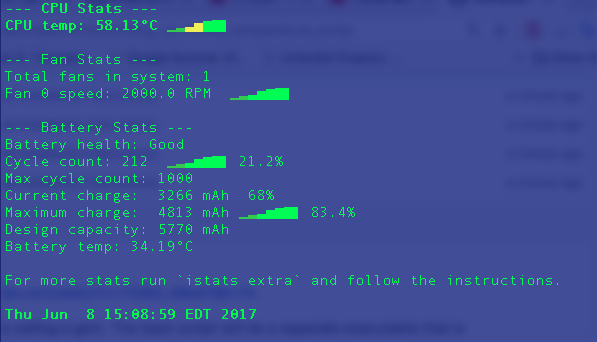 --- CPU Stats ---
CPU temp: 58.13°C
--- Fan Stats ---
Total fans in system: 1
Fan 0 speed: 2000.0 RPM
--- Battery Stats ---
Battery health: Good
Cycle count: 212 21.2%
Max cycle count: 1000
Current charge: 3266 mAh 68%
Maximum charge: 4813 mAh 83.4%
Design capacity: 5770 mAh
Battery temp: 34.19°C
For more stats run `istats extra` and follow the instructions.
Thu Jun 8 15:08:59 EDT 2017